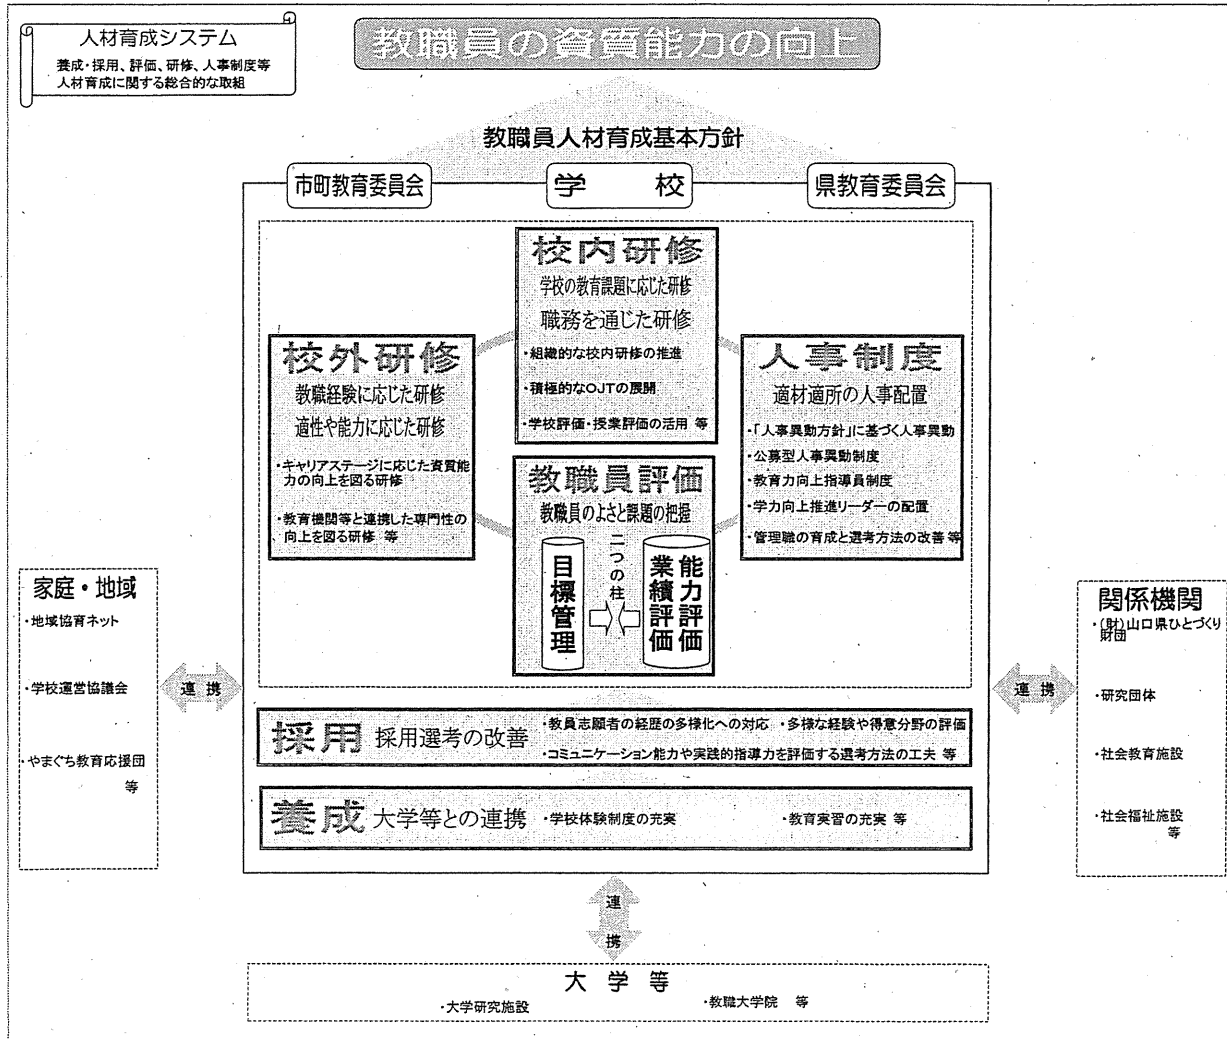 人材育成システム
養成・採用、評価、研修、人事制度等
人材育成に関する総合的な取組
教職員の資質能力の向上
教職員人材育成基本方針
市町教育委員会
学校
県教育委員会
校内研修
学校の教育課題に応じた研修
職務を通じた研修
・組織的な校内研修の推進
・積極的なOJTの展開
・学校評価・授業評価の活用 等
校外研修
教職経験に応じた研修
適性や能力に応じた研修
・キャリアステージに応じた資質能
力の向上を図る研修
・教育機関等と連携した専門性の
向上を図る研修 等
人事制度
適材適所の人事配置
・「人事異動方針」に基づく人事異動
・公募型人事異動制度
・教育力向上指導員制度
・学力向上推進リーダーの配置
・管理職の育成と選考方法の改善 等
教職員評価
教職員のよさと課題の把握
二つの柱
目標管理
能力評価
業績評価
家庭・地域
・地域協育ネット
・学校運営協議会
・やまぐち教育応援団
等
連携
連携
関係機関
・(財)山口県ひとづくり
財団
・研究団体
・社会教育施設
・社会福祉施設
等
採用 採用選考の改善
・教員志願者の経歴の多様化への対応 ・多様な経験や得意分野の評価
・コミュニケーション能力や実践的指導力を評価する選考方法の工夫 等
養成 大学等との連携 ・学校体験制度の充実 ・教育実習の充実 等
連
携
大学等
・大学研究施設 ・教職大学院 等